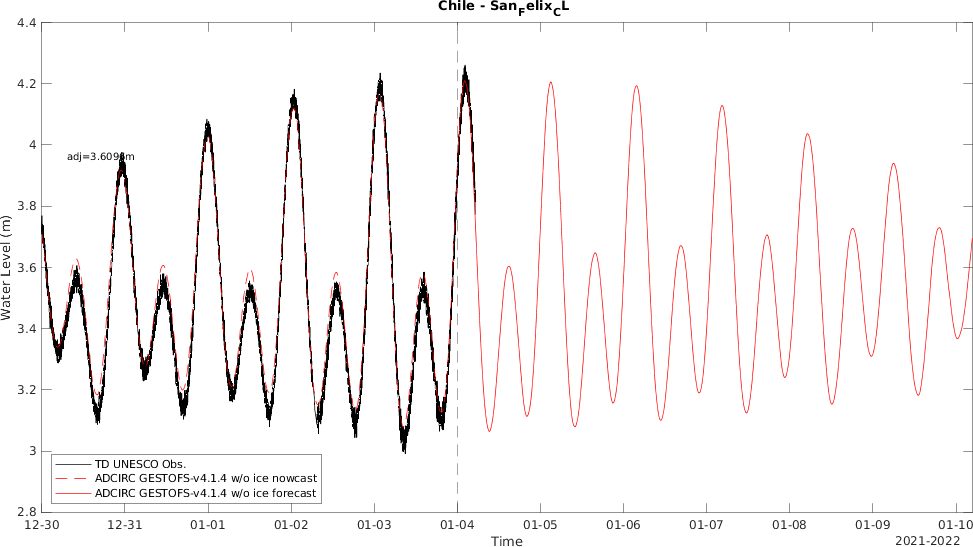 Chile - SanFelixCL
4.4
4.2
4
3.8
3.6
3.4
3.2
3
2.8
Water Level (m)
adj=3.6093m
TD UNESCO Obs.
ADCIRC GESTOFS-v4.1.4 w/o ice nowcast
ADCIRC GESTOFS-v4.1.4 w/o ice forecast
12-30 12-31 01-01 01-02 01-03 01-04 01-05 01-06 01-07 01-08 01-09 01-10
Time
2021-2022